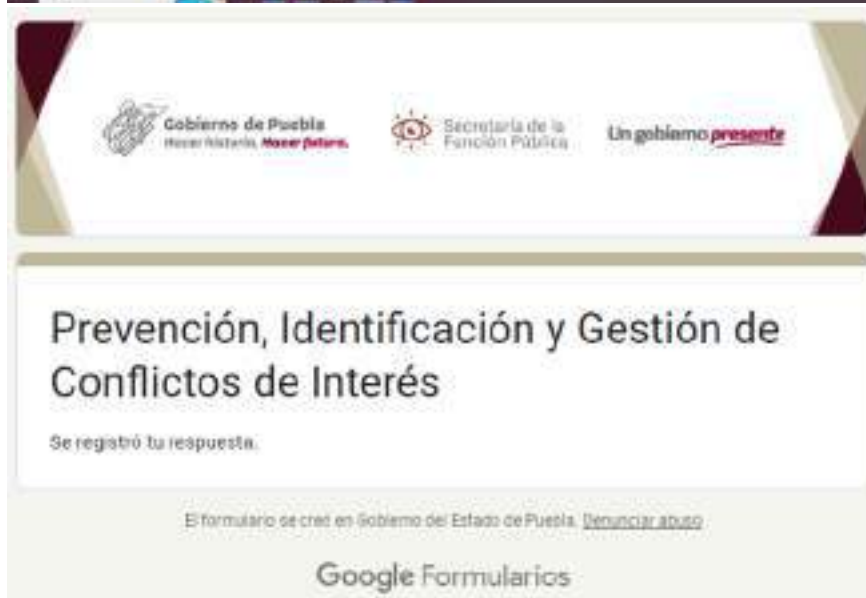 Gobierno de Puebla
Hacer historia. Hacer futuro.
Secretaría de la
Función Pública
Un gobierno presente
Prevención, Identificación y Gestión de
Conflictos de Interés
Se registró tu respuesta.
El formulario se creó en Gobierno del Estado de Puebla. Denunciar abuso
Google Formularios